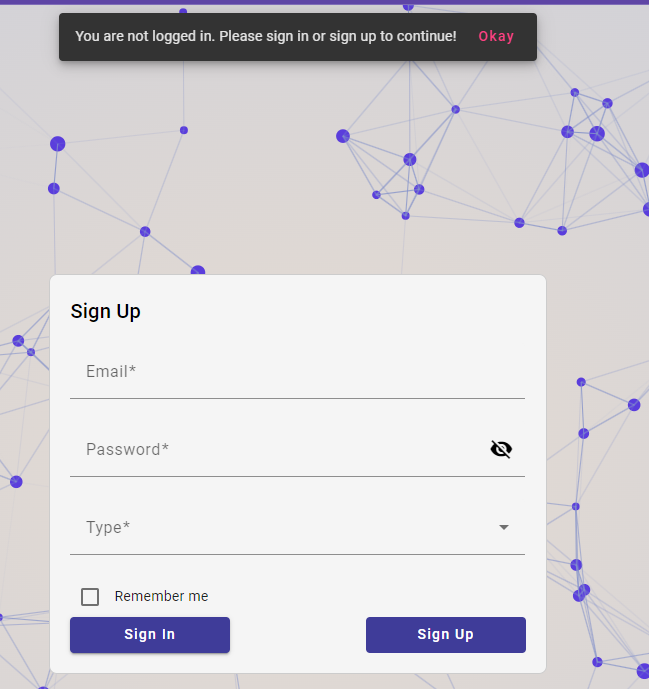 You are not logged in. Please sign in or sign up to continue! Okay
Sign Up
Email*
Password*
Type*
Remember me
Sign In Sign Up